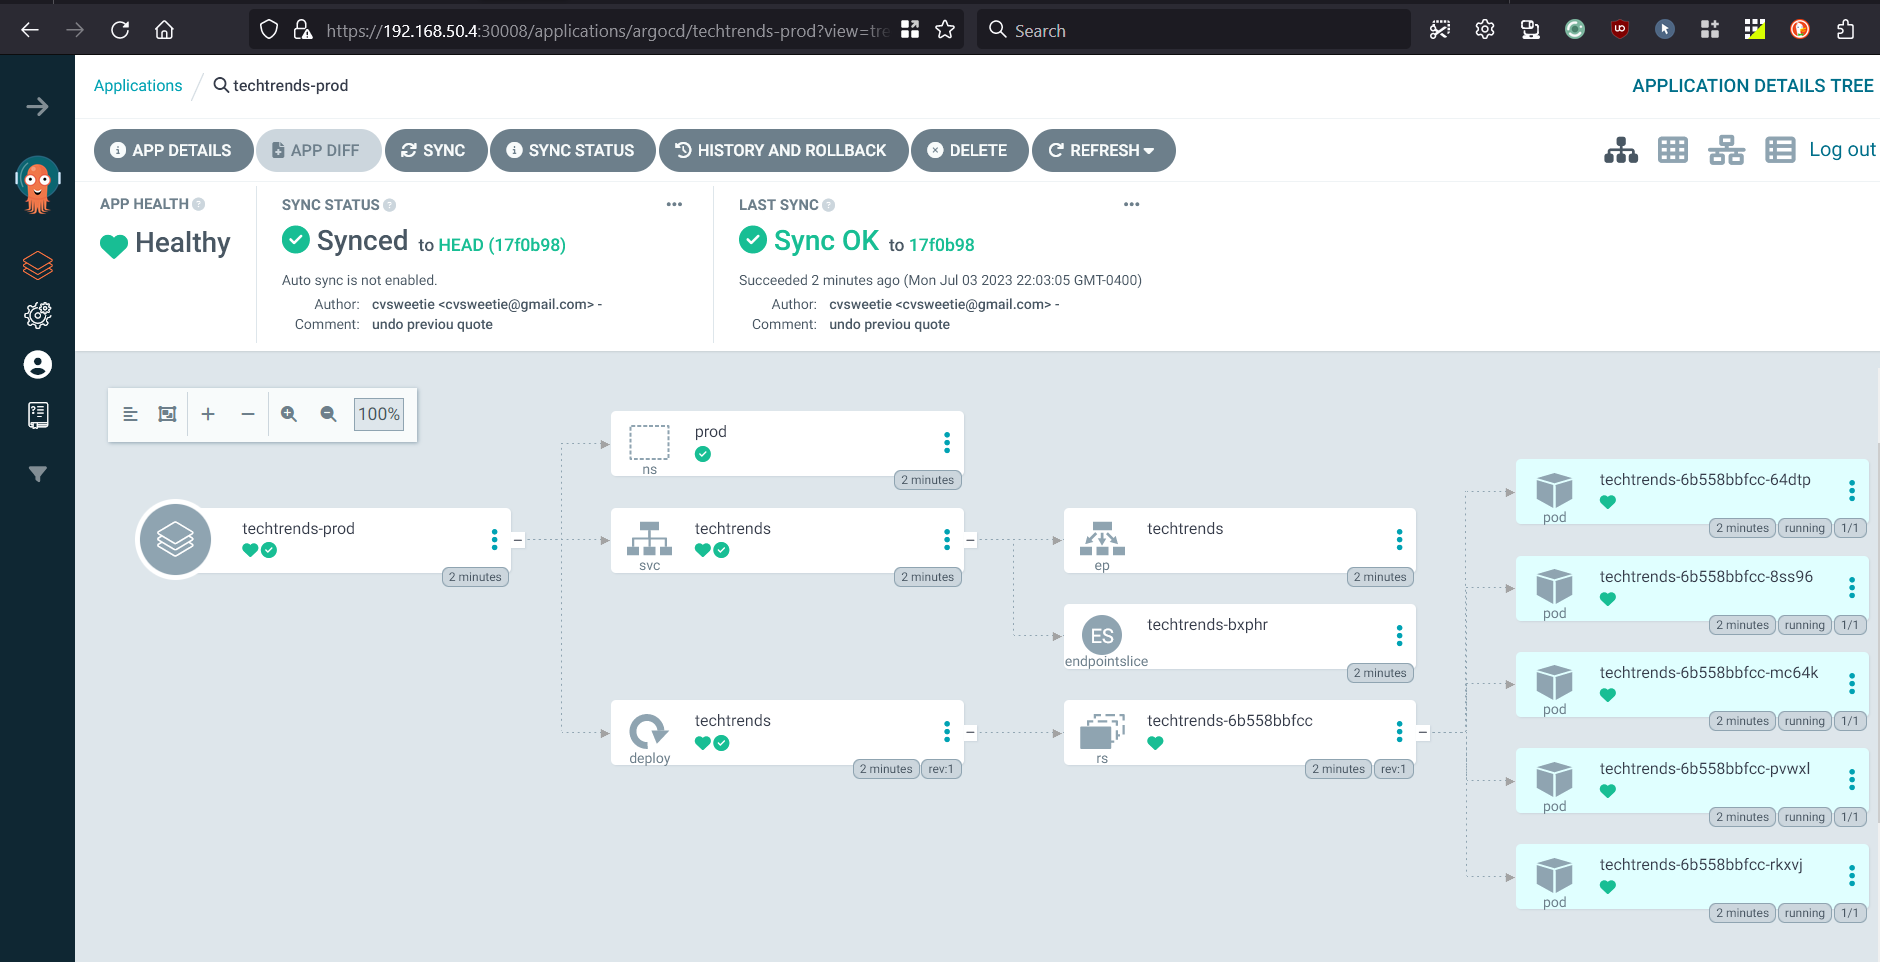 https://192.168.50.4:30008/applications/argocd/techtrends-prod?view=tre
Search
Applications
techtrends-prod
APPLICATION DETAILS TREE
APP DETAILS
APP DIFF
SYNC
SYNC STATUS
HISTORY AND ROLLBACK
DELETE
REFRESH
Log out
APP HEALTH
Healthy
SYNC STATUS
Synced to HEAD (17f0b98)
Auto sync is not enabled.
Author: cvsweetie <cvsweetie@gmail.com> -
Comment: undo previou quote
LAST SYNC
Sync OK to 17f0b98
Succeeded 2 minutes ago (Mon Jul 03 2023 22:03:05 GMT-0400)
Author: cvsweetie <cvsweetie@gmail.com> -
Comment: undo previou quote
100%
techtrends-prod
2 minutes
prod
ns
2 minutes
techtrends
svc
2 minutes
techtrends
deploy
2 minutes rev:1
techtrends
ep
2 minutes
ES
techtrends-bxphr
endpointslice
2 minutes
techtrends-6b558bbfcc
rs
2 minutes rev:1
techtrends-6b558bbfcc-64dtp
pod
2 minutes running 1/1
techtrends-6b558bbfcc-8ss96
pod
2 minutes running 1/1
techtrends-6b558bbfcc-mc64k
pod
2 minutes running 1/1
techtrends-6b558bbfcc-pvwxl
pod
2 minutes running 1/1
techtrends-6b558bbfcc-rkxvj
pod
2 minutes running 1/1